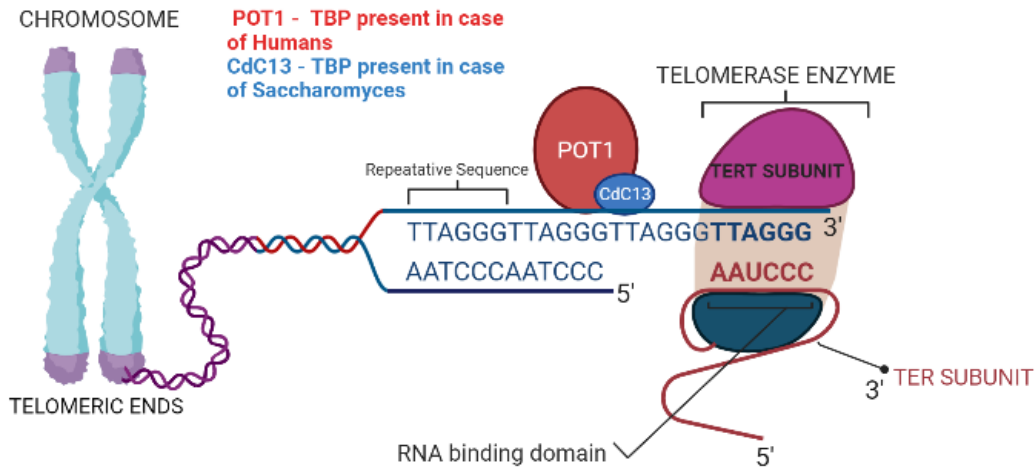 CHROMOSOME
POT1 - TBP present in case
of Humans
CdC13 - TBP present in case
of Saccharomyces
TELOMERASE ENZYME
POT1
TERT SUBUNIT
Repeatative Sequence
CdC13
TTAGGGTTAGGGTTAGGGTTAGGG 3'
AATCCCAATCCC
AAUCCC
5'
3'
TER SUBUNIT
TELOMERIC ENDS
RNA binding domain
5'